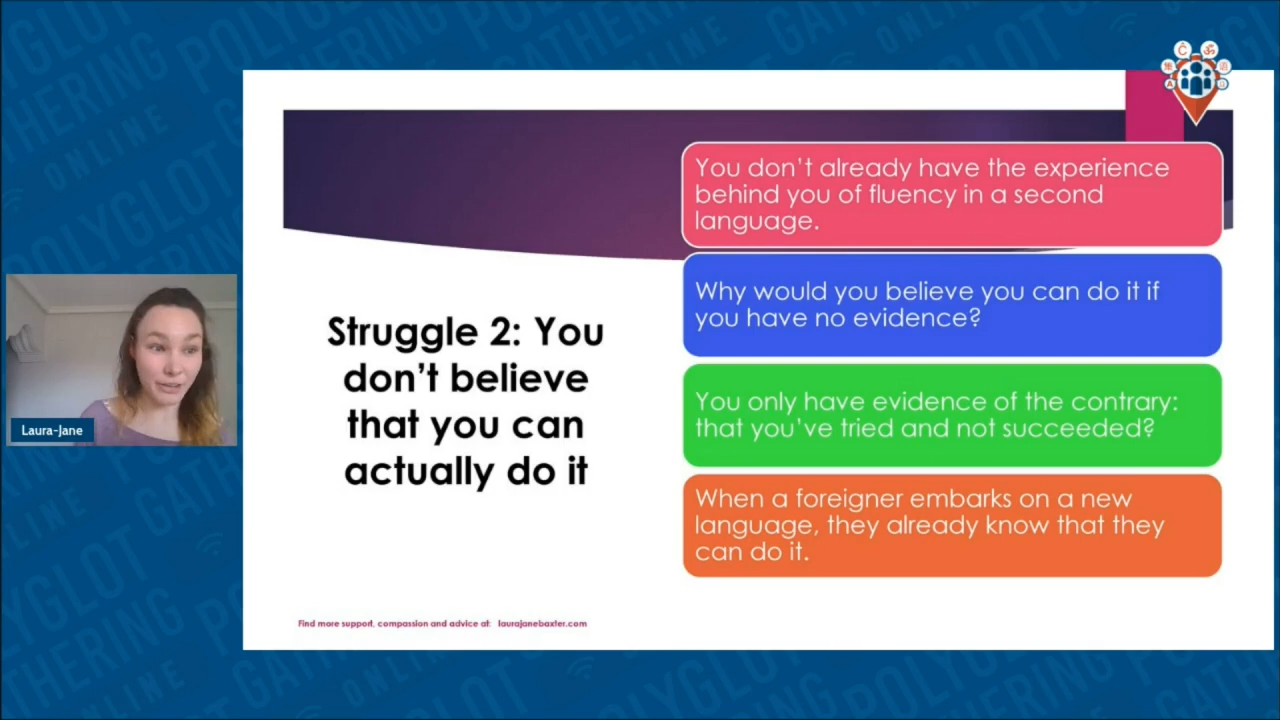 You don't already have the experience
behind you of fluency in a second
language.
Why would you believe you can do it if
you have no evidence?
You only have evidence of the contrary:
that you've tried and not succeeded?
When a foreigner embarks on a new
language, they already know that they
can do it.
Struggle 2: You
don't believe
that you can
actually do it
Laura-Jane
Find more support, compassion and advice at: laurajanebaxter.com
POLYGLOT
GATHERING
ONLINE